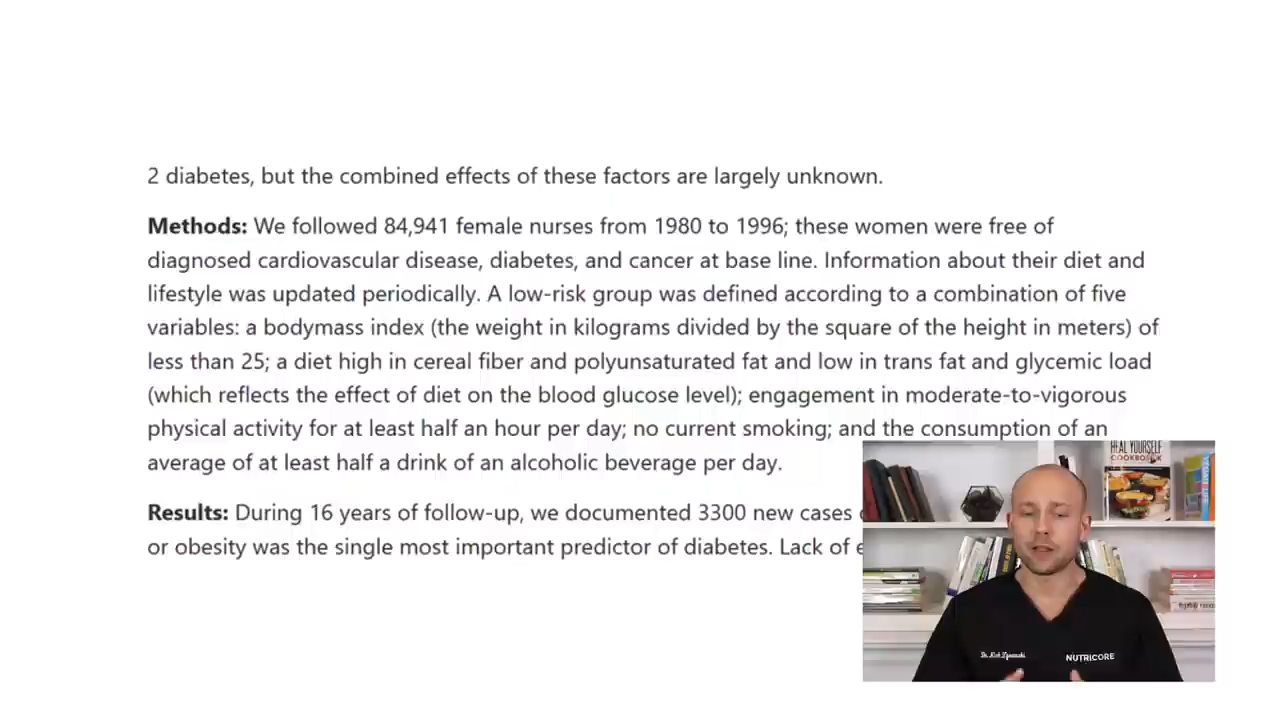 2 diabetes, but the combined effects of these factors are largely unknown.
Methods: We followed 84,941 female nurses from 1980 to 1996; these women were free of
diagnosed cardiovascular disease, diabetes, and cancer at base line. Information about their diet and
lifestyle was updated periodically. A low-risk group was defined according to a combination of five
variables: a bodymass index (the weight in kilograms divided by the square of the height in meters) of
less than 25; a diet high in cereal fiber and polyunsaturated fat and low in trans fat and glycemic load
(which reflects the effect of diet on the blood glucose level); engagement in moderate-to-vigorous
physical activity for at least half an hour per day; no current smoking; and the consumption of an
average of at least half a drink of an alcoholic beverage per day.
Results: During 16 years of follow-up, we documented 3300 new cases
or obesity was the single most important predictor of diabetes. Lack of
HEAL YOURSELF
COOKBOOK
Dr. Nick
NUTRICORE